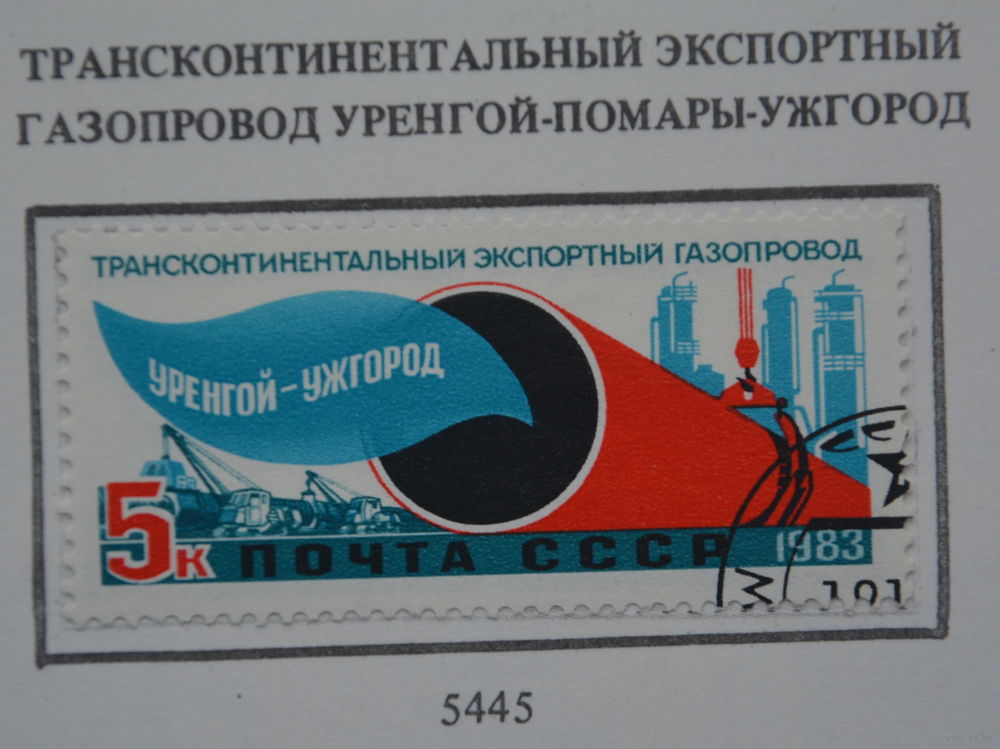 ТРАНСКОНТИНЕНТАЛЬНЫЙ ЭКСПОРТНЫЙ
ГАЗОПРОВОД УРЕНГОЙ-ПОМАРЫ-УЖГОРОД
ТРАНСКОНТИНЕНТАЛЬНЫЙ ЭКСПОРТНЫЙ ГАЗОПРОВОД
УРЕНГОЙ-УЖГОРОД
5к ПОЧТА СССР 1983
5445